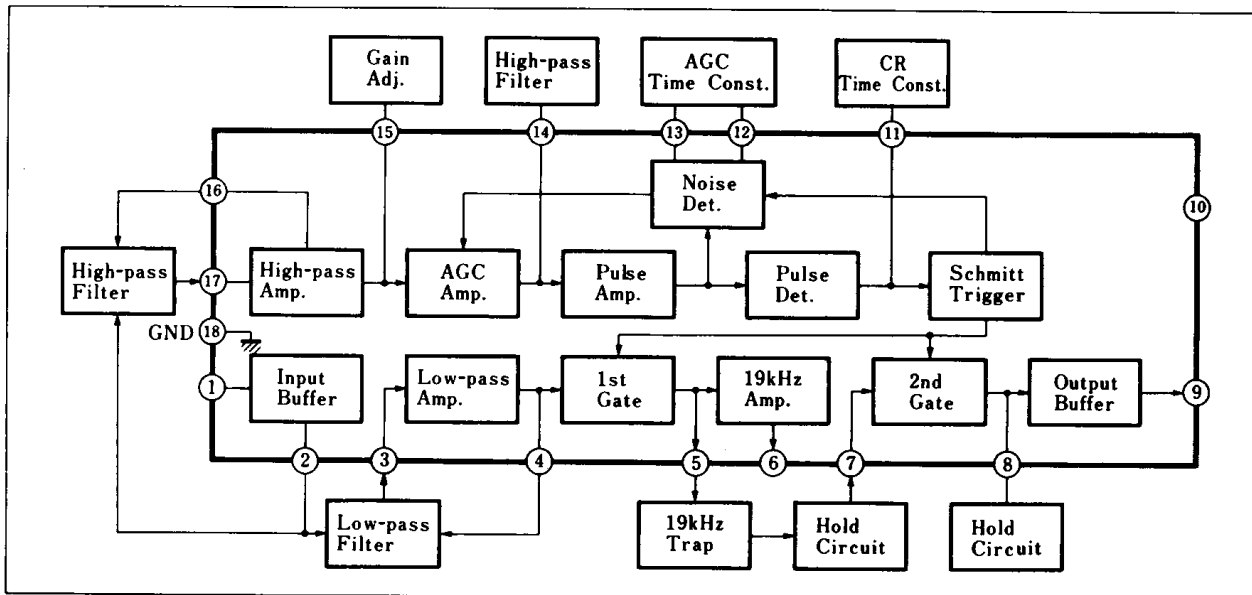 Gain
Adj.
High-pass
Filter
AGC
Time Const.
CR
Time Const.
15
14
13
12
11
16
Noise
Det.
10
High-pass
Filter
17
High-pass
Amp.
AGC
Amp.
Pulse
Amp.
Pulse
Det.
Schmitt
Trigger
GND
18
1
Input
Buffer
Low-pass
Amp.
1st
Gate
19kHz
Amp.
2nd
Gate
Output
Buffer
9
2
3
4
5
6
7
8
Low-pass
Filter
19kHz
Trap
Hold
Circuit
Hold
Circuit